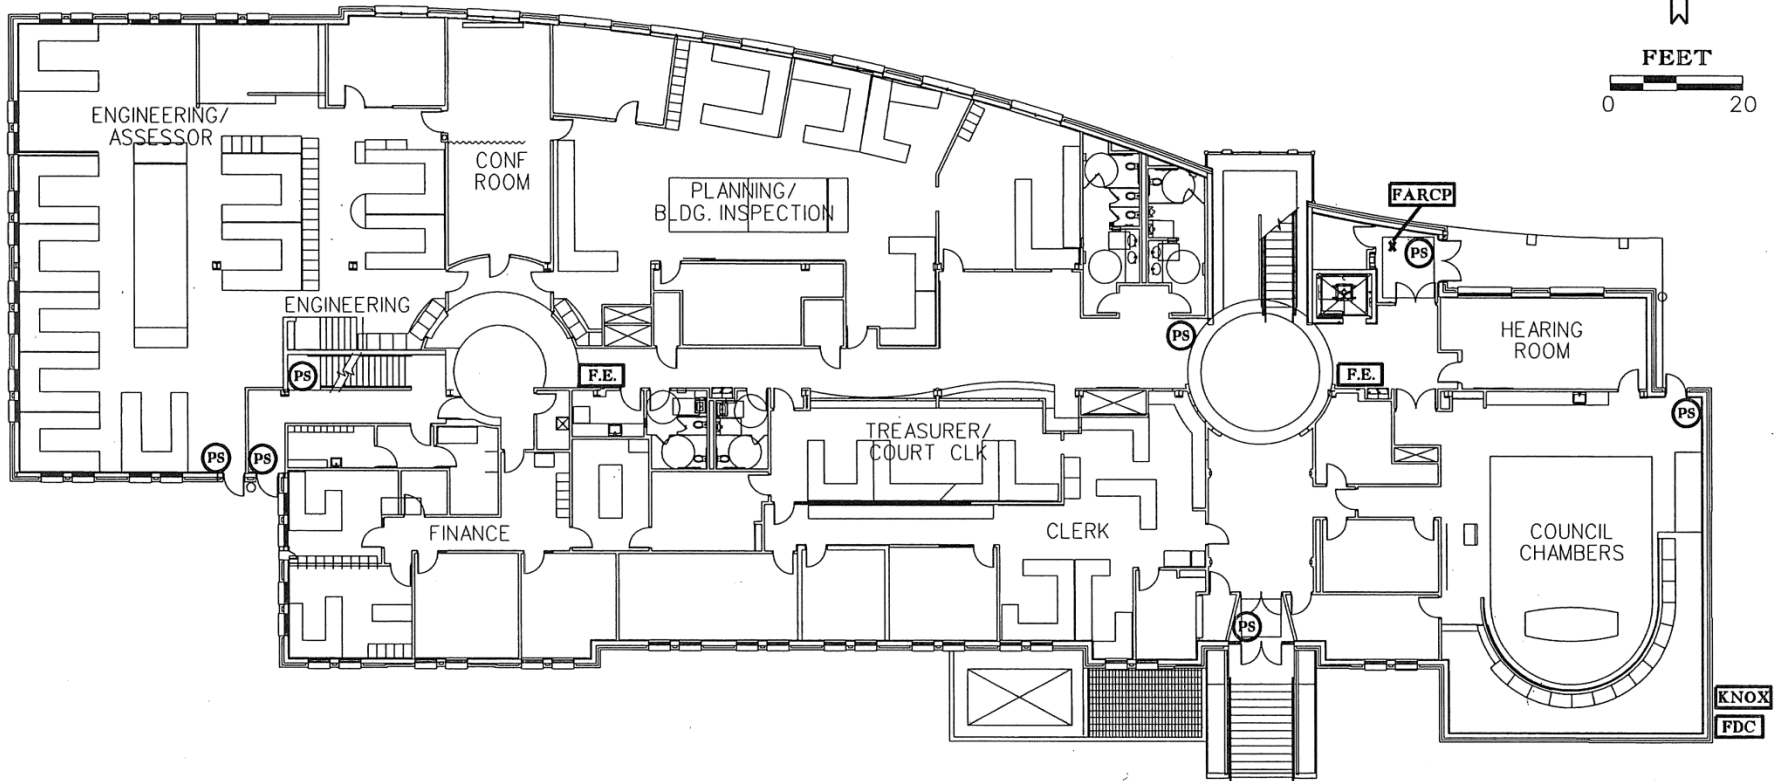 FEET
0 20
ENGINEERING/
ASSESSOR
CONF
ROOM
PLANNING/
BLDG. INSPECTION
FARCP
PS
ENGINEERING
PS
HEARING
ROOM
PS
F.E.
F.E.
PS
TREASURER/
COURT CLK
PS
PS
FINANCE
CLERK
COUNCIL
CHAMBERS
PS
KNOX
FDC